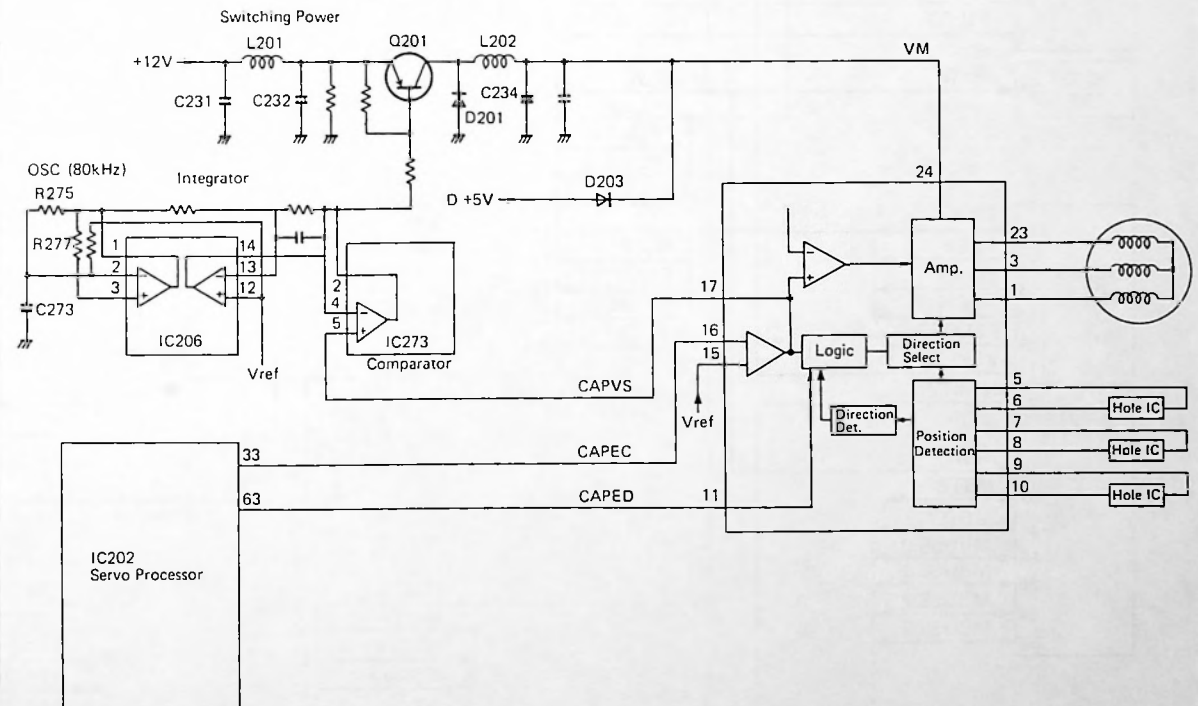 Switching Power
L201
Q201
L202
VM
+12V
C231
C232
C234
D201
OSC (80kHz)
R275
Integrator
D203
D +5V
24
R277
1
14
2
13
3
12
C273
IC206
Vref
2
4
5
IC273
Comparator
17
16
15
Vref
CAPVS
Amp.
23
3
1
Logic
Direction
Select
Direction
Det.
Position
Detection
5
6
Hole IC
7
8
Hole IC
9
10
Hole IC
33
CAPEC
63
CAPED
11
IC202
Servo Processor